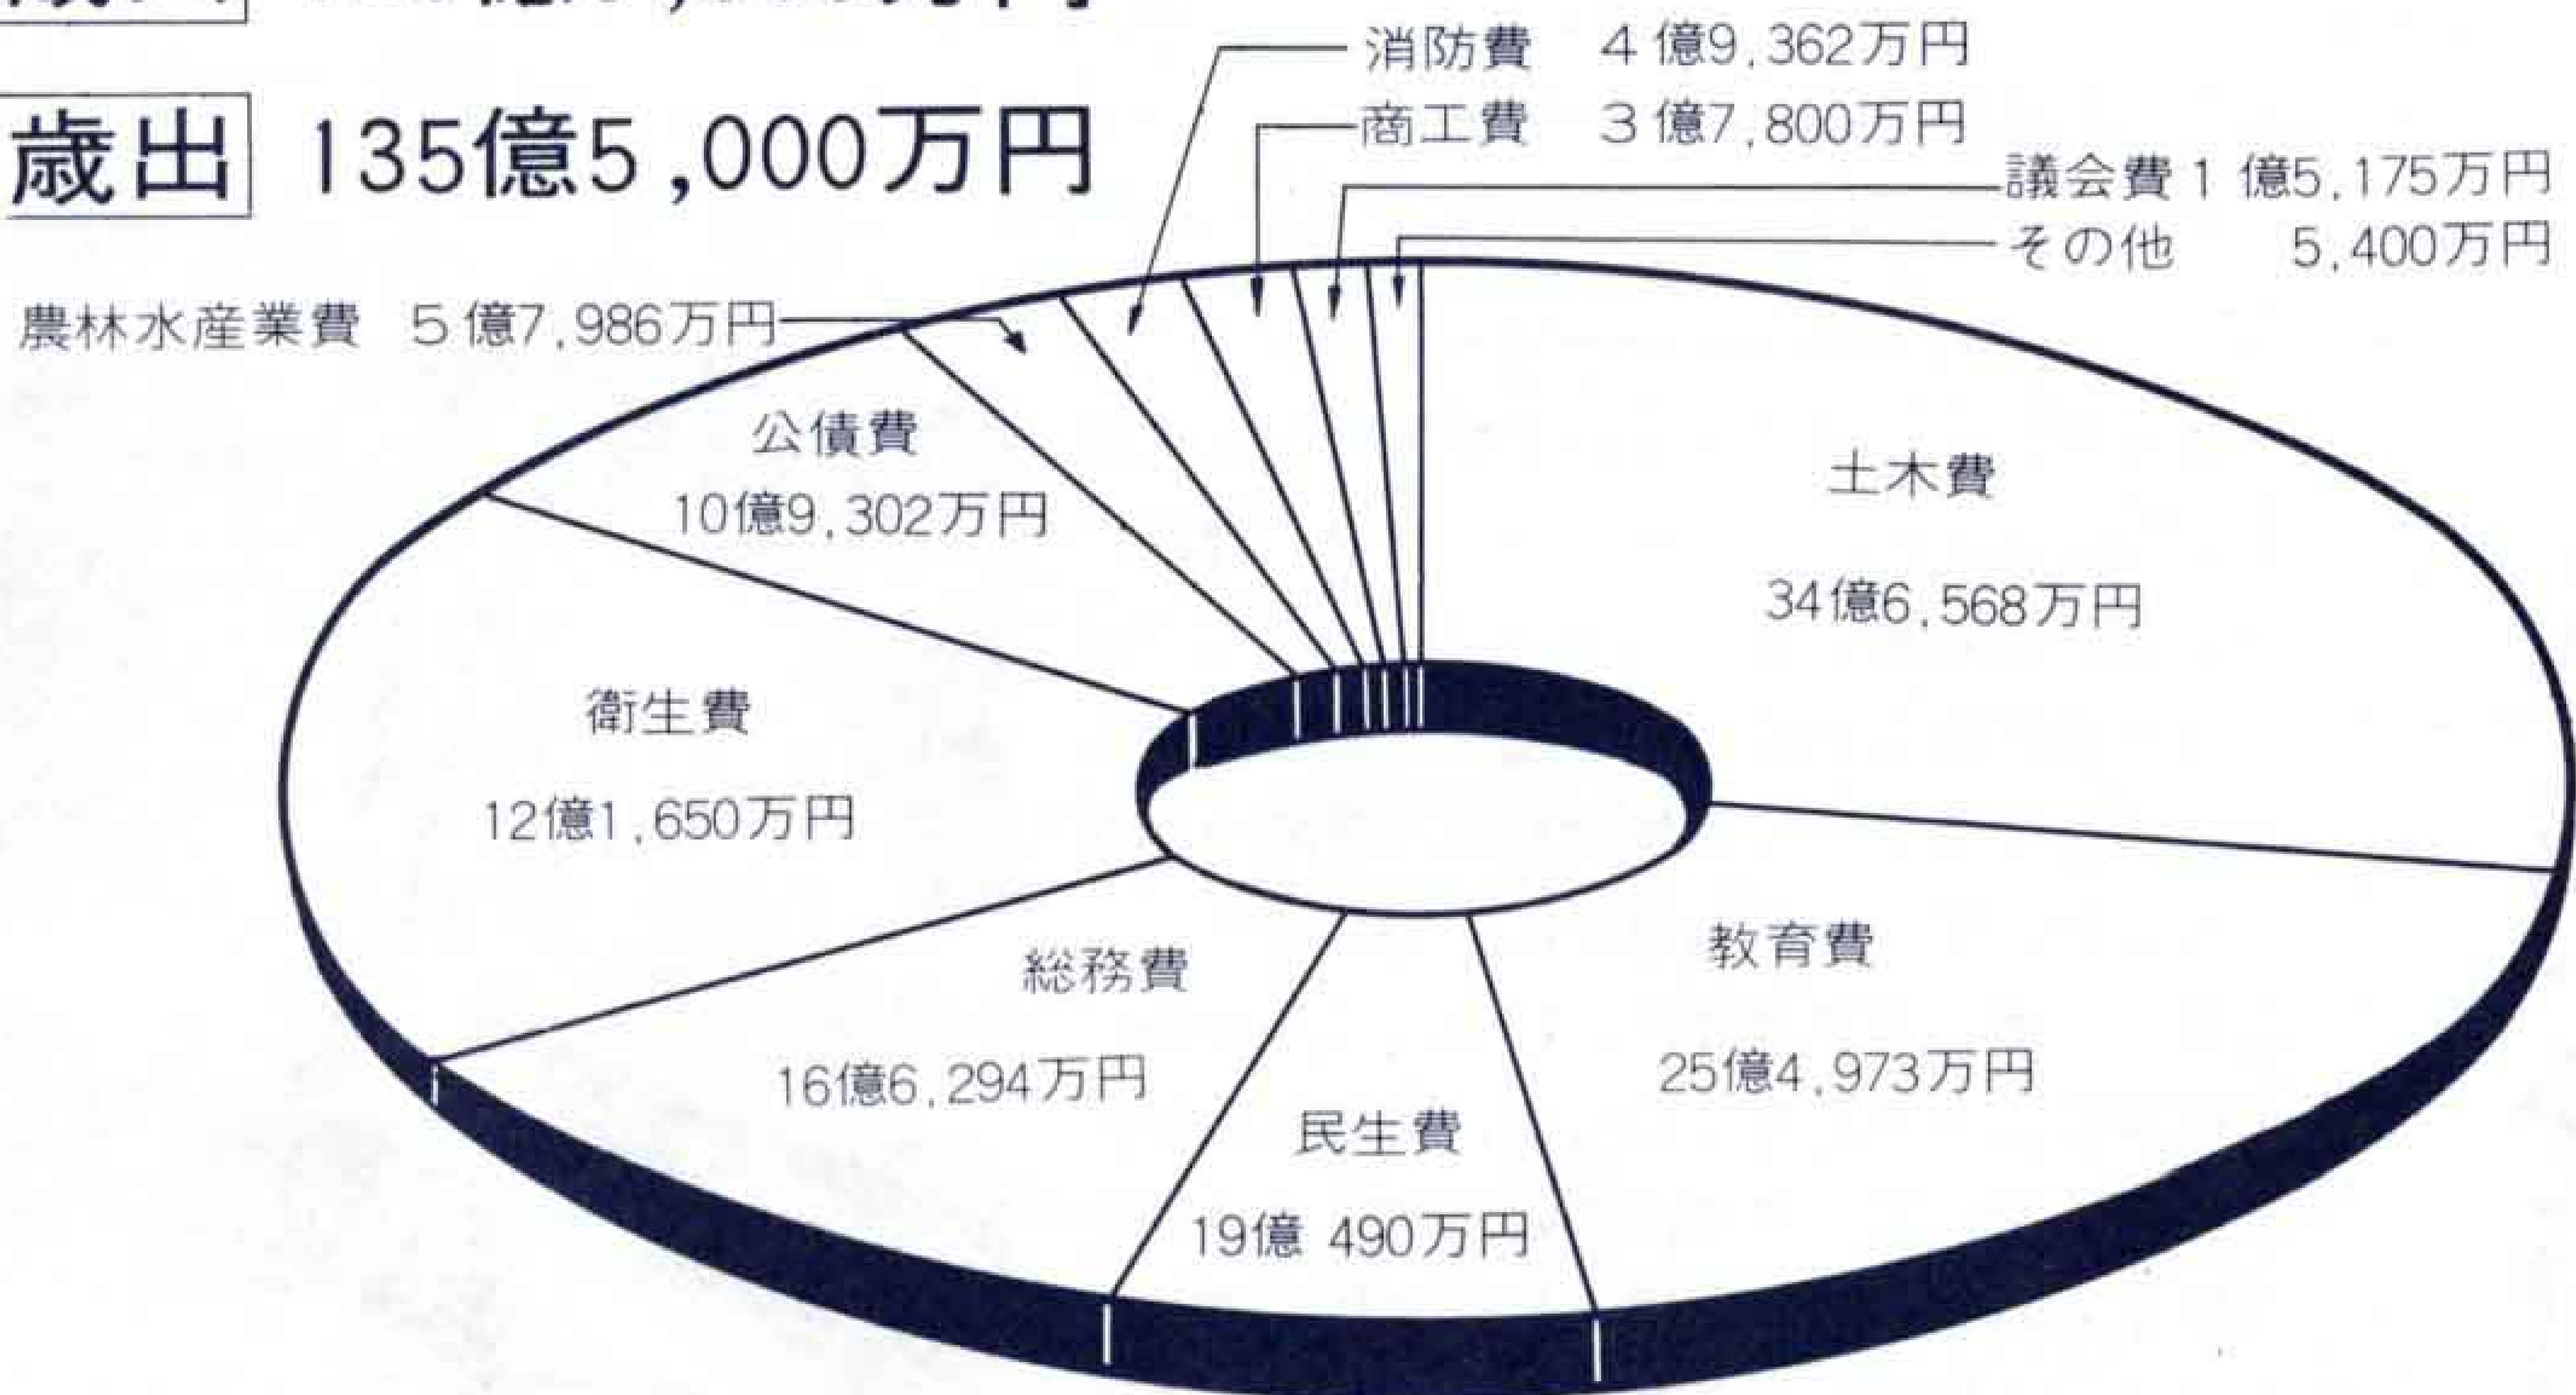 歳出 135億5,000万円
消防費 4億9,362万円
商工費 3億7,800万円
議会費 1億5,175万円
その他 5,400万円
農林水産業費 5億7,986万円
公債費
10億9,302万円
土木費
34億6,568万円
衛生費
12億1,650万円
総務費
16億6,294万円
教育費
25億4,973万円
民生費
19億 490万円